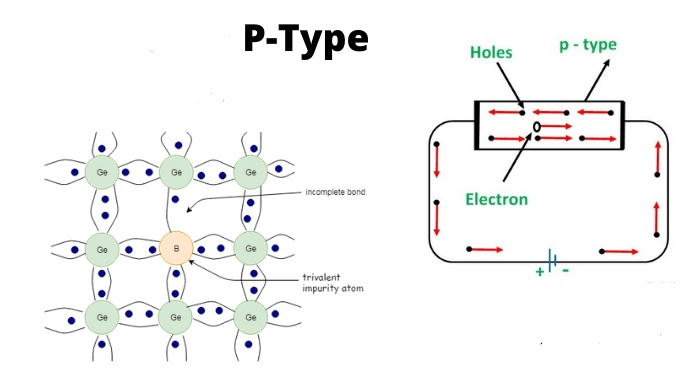 P-Type
Holes
p - type
Electron
+ -
Ge
Ge
Ge
incomplete bond
Ge
B
Ge
trivalent
impurity atom
Ge
Ge
Ge